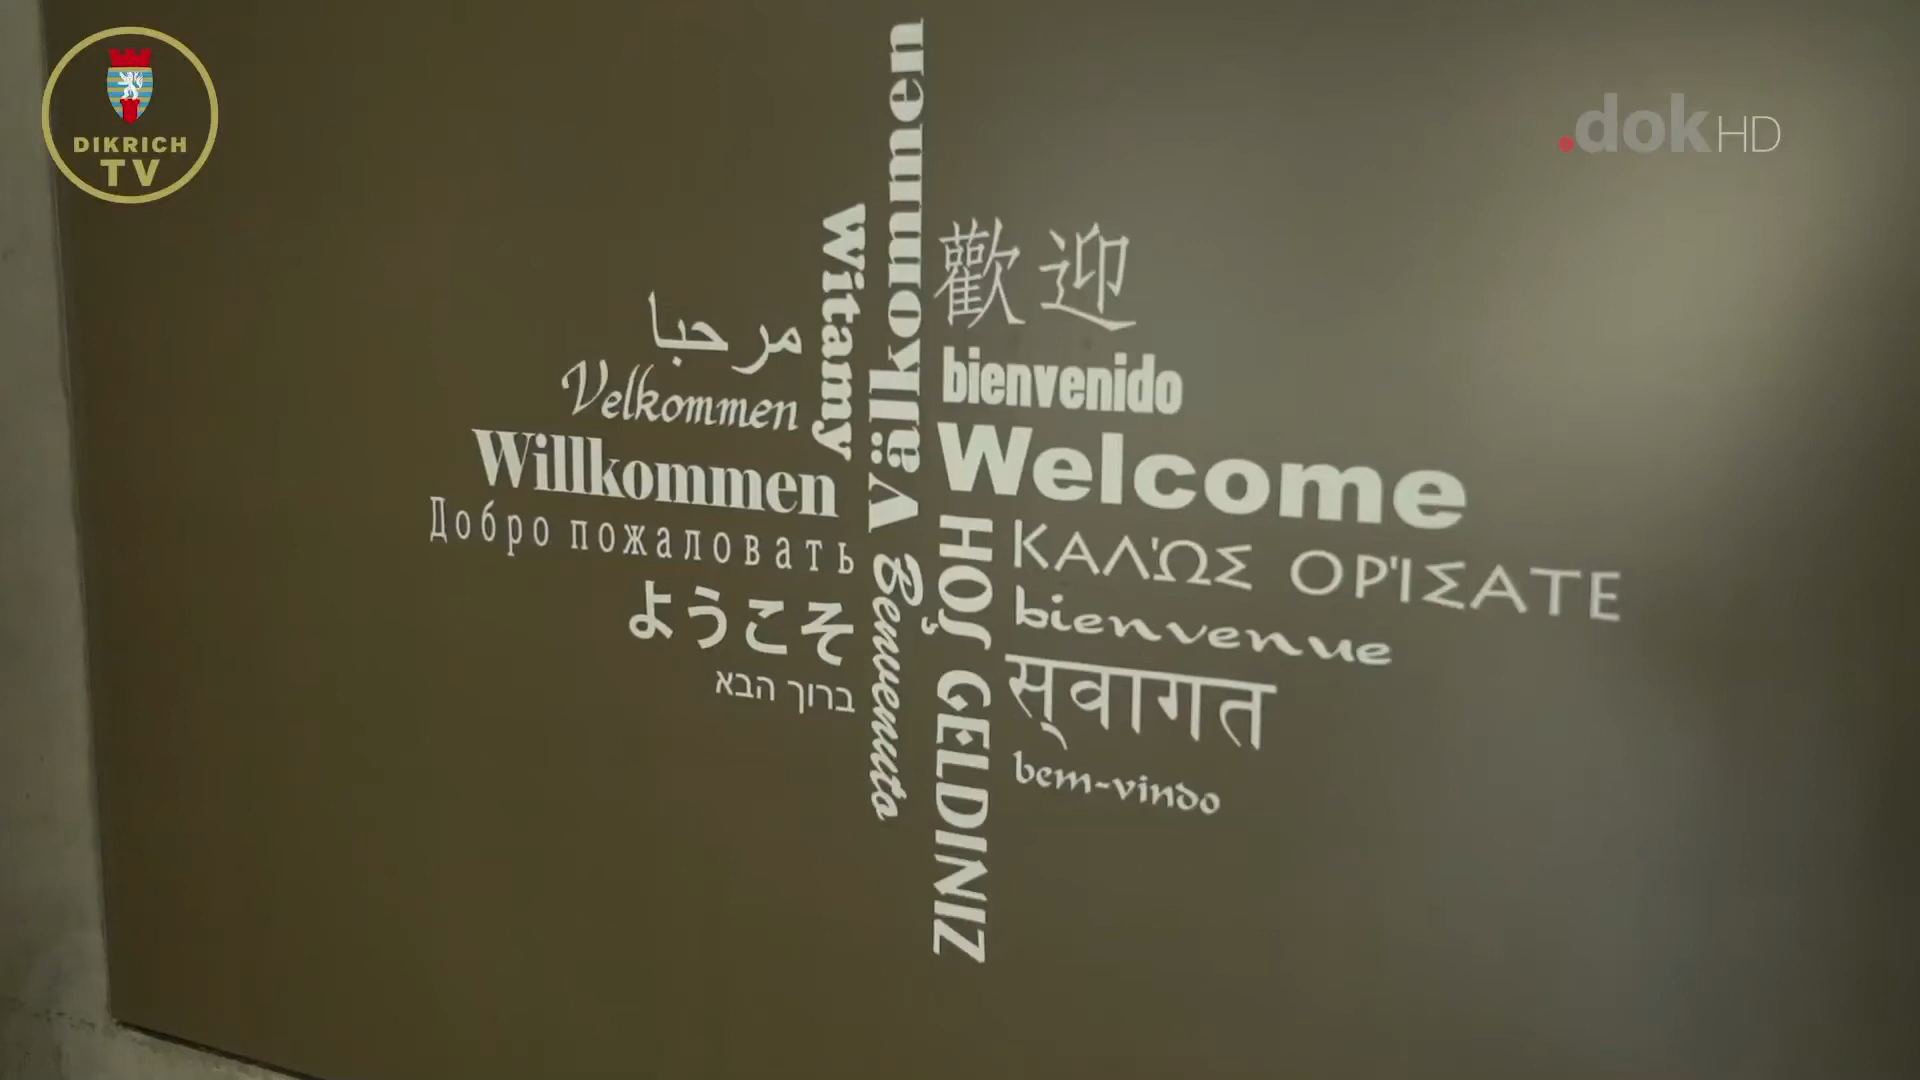 DIKRICH
TV
.dok HD
Välkommen
Witamy
歡迎
مرحبا
bienvenido
Velkommen
Welcome
Willkommen
ΚΑΛΏΣ ΟΡΊΣΑΤΕ
Добро пожаловать
HOŞ GELDINIZ
Benvenuto
bienvenue
ようこそ
सुवागत
ברוך הבא
bem-vindo